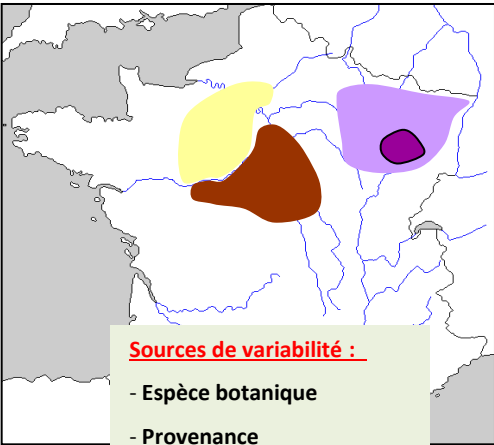 Sources de variabilité :
- Espèce botanique
- Provenance